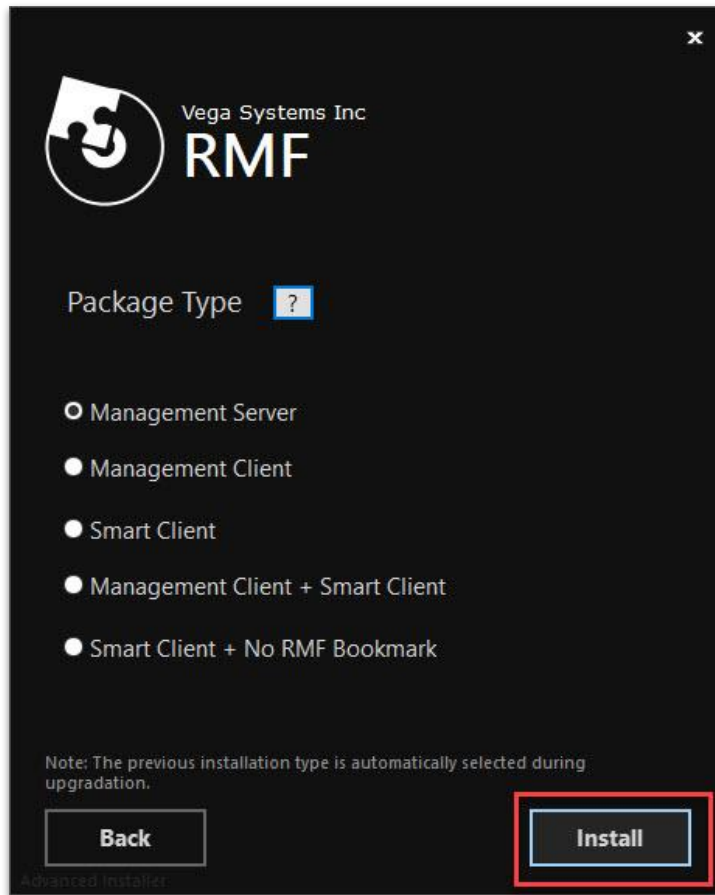 x
Vega Systems Inc
RMF
Package Type ?
Management Server
Management Client
Smart Client
Management Client + Smart Client
Smart Client + No RMF Bookmark
Note: The previous installation type is automatically selected during
upgradation.
Back Install
Advanced Installer